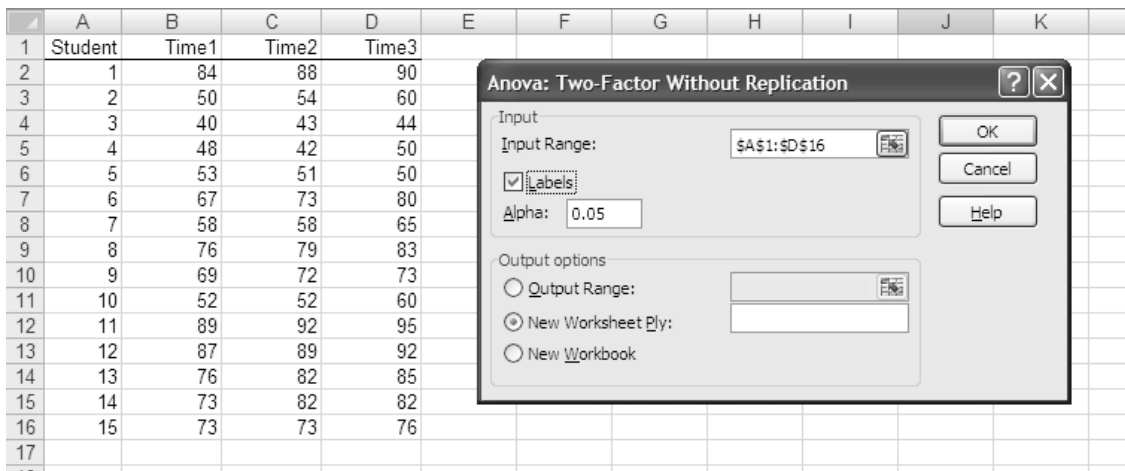 A B C D E F G H I J K
1 Student Time1 Time2 Time3
2 1 84 88 90
3 2 50 54 60
4 3 40 43 44
5 4 48 42 50
6 5 53 51 50
7 6 67 73 80
8 7 58 58 65
9 8 76 79 83
10 9 69 72 73
11 10 52 52 60
12 11 89 92 95
13 12 87 89 92
14 13 76 82 85
15 14 73 82 82
16 15 73 73 76
17
Anova: Two-Factor Without Replication
Input
Input Range: $A$1:$D$16
Labels
Alpha: 0.05
OK
Cancel
Help
Output options
Output Range:
New Worksheet Ply:
New Workbook